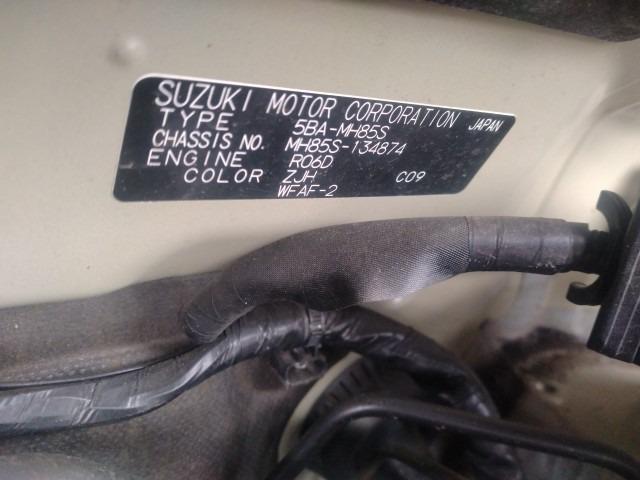 SUZUKI MOTOR CORPORATION JAPAN
TYPE 5BA-MH85S
CHASSIS NO. MH85S-134874
ENGINE R06D
COLOR ZJH C09
WFAF-2